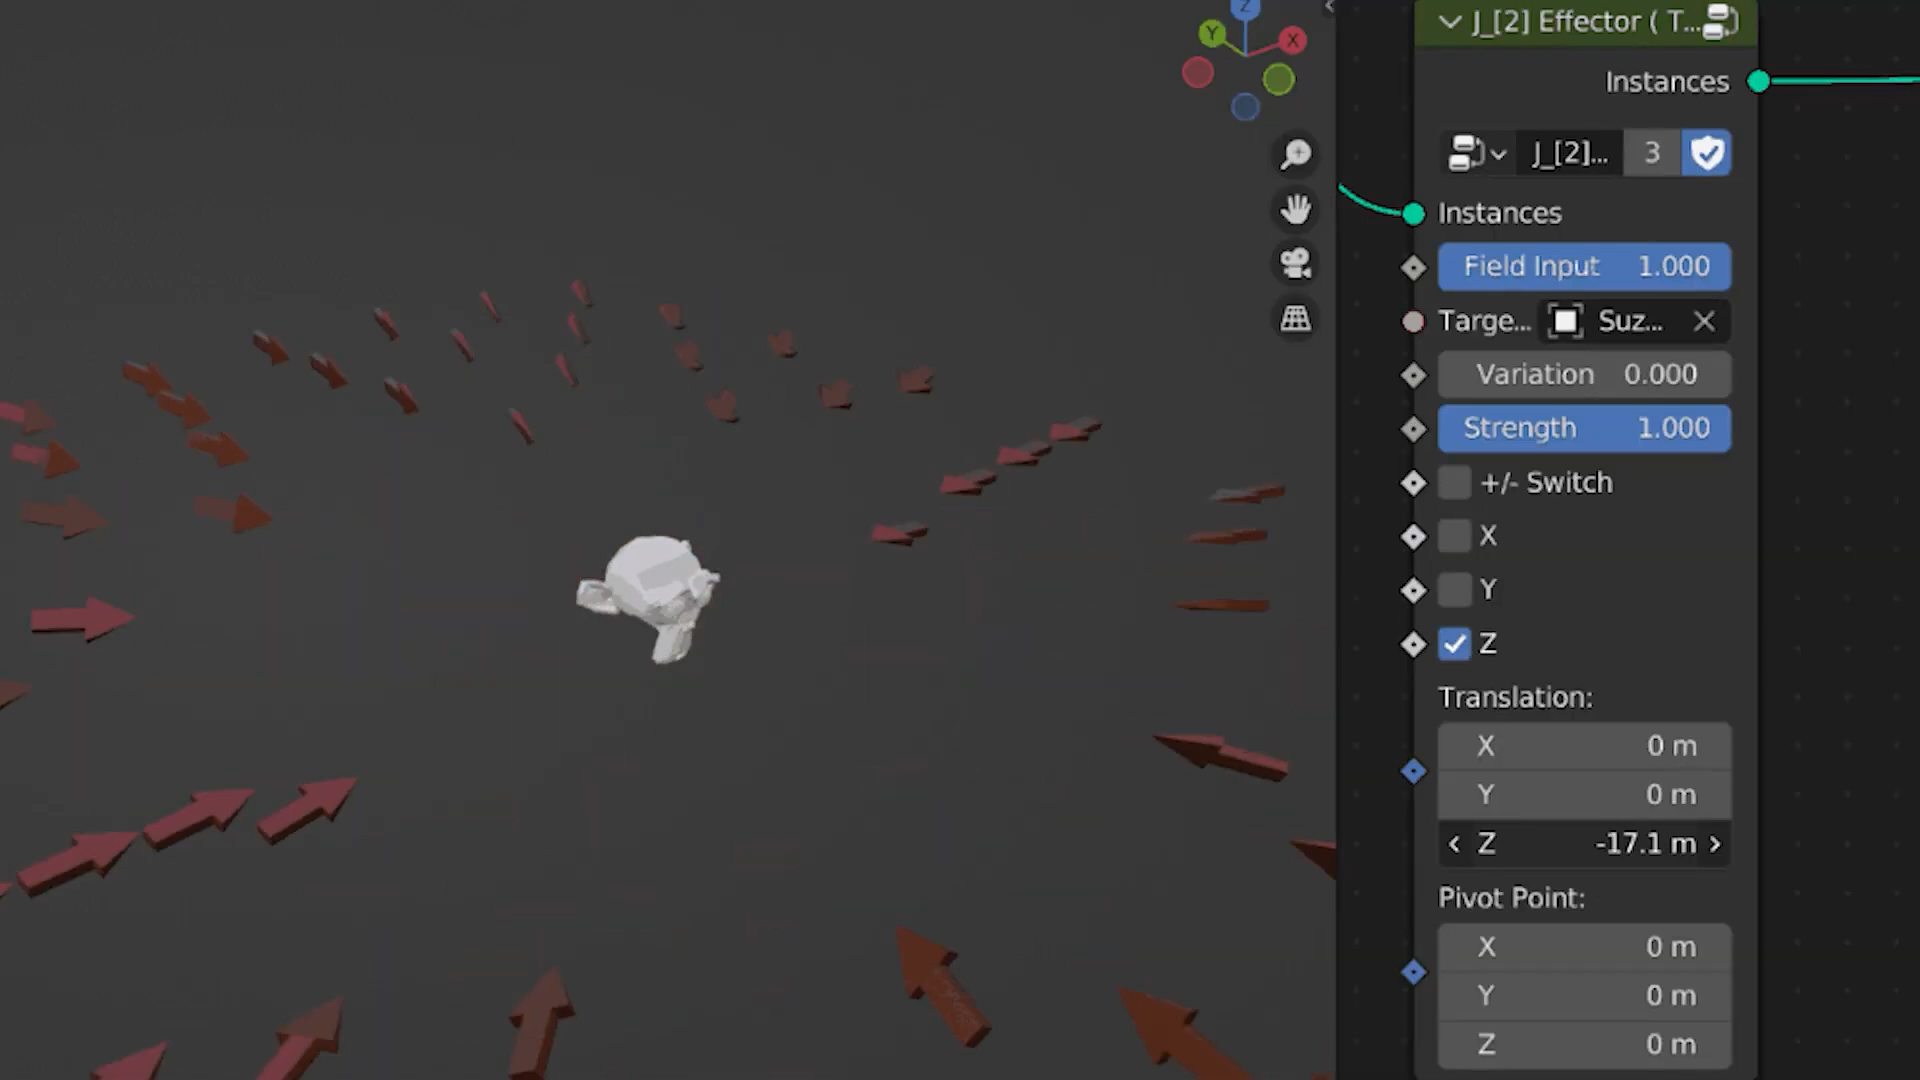 J_[2] Effector ( T...
Z
Y
X
Instances
J_[2]... 3
Instances
Field Input 1.000
Targe... Suz...
Variation 0.000
Strength 1.000
+/- Switch
X
Y
Z
Translation:
X 0 m
Y 0 m
Z -17.1 m
Pivot Point:
X 0 m
Y 0 m
Z 0 m